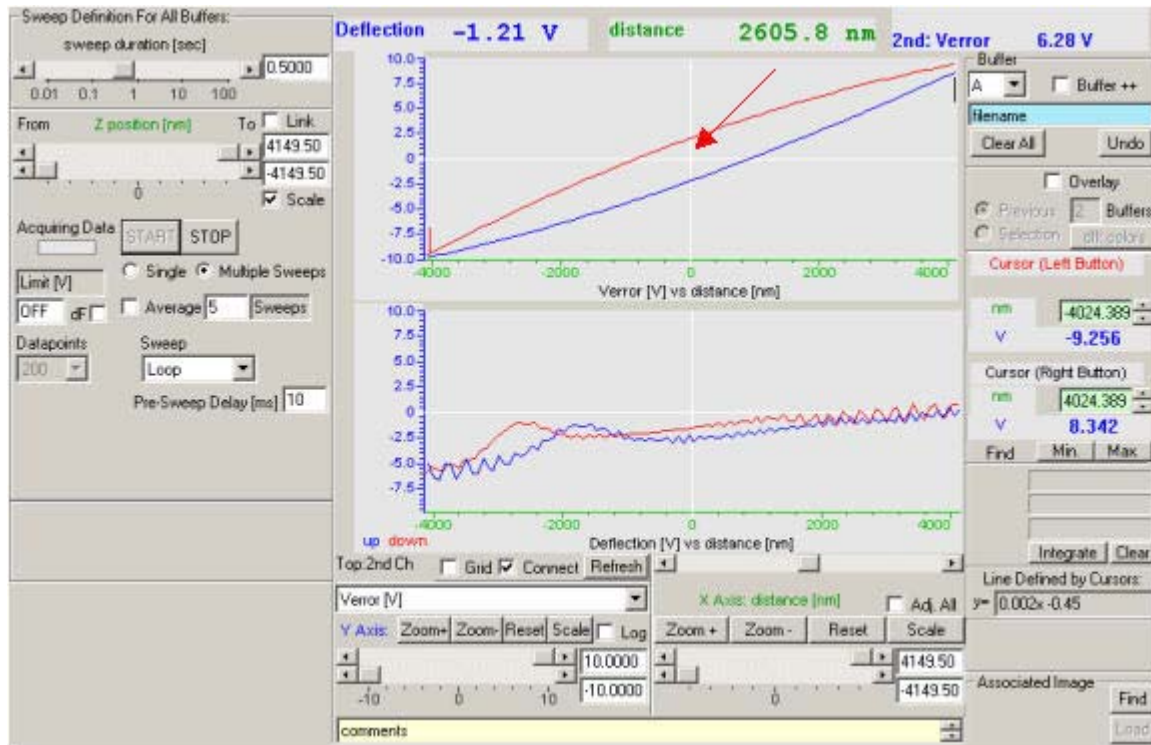 Sweep Definition For All Buffers:
sweep duration [sec]
0.5000
0.01 0.1 1 10 100
From Z position [nm] To Link
4149.50
-4149.50
0
Scale
Acquiring Data START STOP
Limit [V] Single Multiple Sweeps
OFF dF Average 5 Sweeps
Datapoints Sweep
200 Loop
Pre-Sweep Delay [ms] 10
Deflection -1.21 V distance 2605.8 nm 2nd: Verror 6.28 V
10.0
7.5
5.0
2.5
0
-2.5
-5.0
-7.5
-10.0
-4000 -2000 0 2000 4000
Verror [V] vs distance [nm]
10.0
7.5
5.0
2.5
0
-2.5
-5.0
-7.5
-4000 -2000 0 2000 4000
up down Deflection [V] vs distance [nm]
Top:2nd Ch Grid Connect Refresh
Verror [V]
X Axis: distance [nm] Adj. All
Y Axis: Zoom+ Zoom- Reset Scale Log
Zoom + Zoom - Reset Scale
10.0000
-10.0000
-10 0 10
4149.50
-4149.50
0
comments
Buffer
A Buffer ++
filename
Clear All Undo
Overlay
Previous 2 Buffers
Selection dif. colors
Cursor (Left Button)
nm -4024.389
V -9.256
Cursor (Right Button)
nm 4024.389
V 8.342
Find Min. Max
Integrate Clear
Line Defined by Cursors:
y= 0.002x -0.45
Associated Image
Find
Load